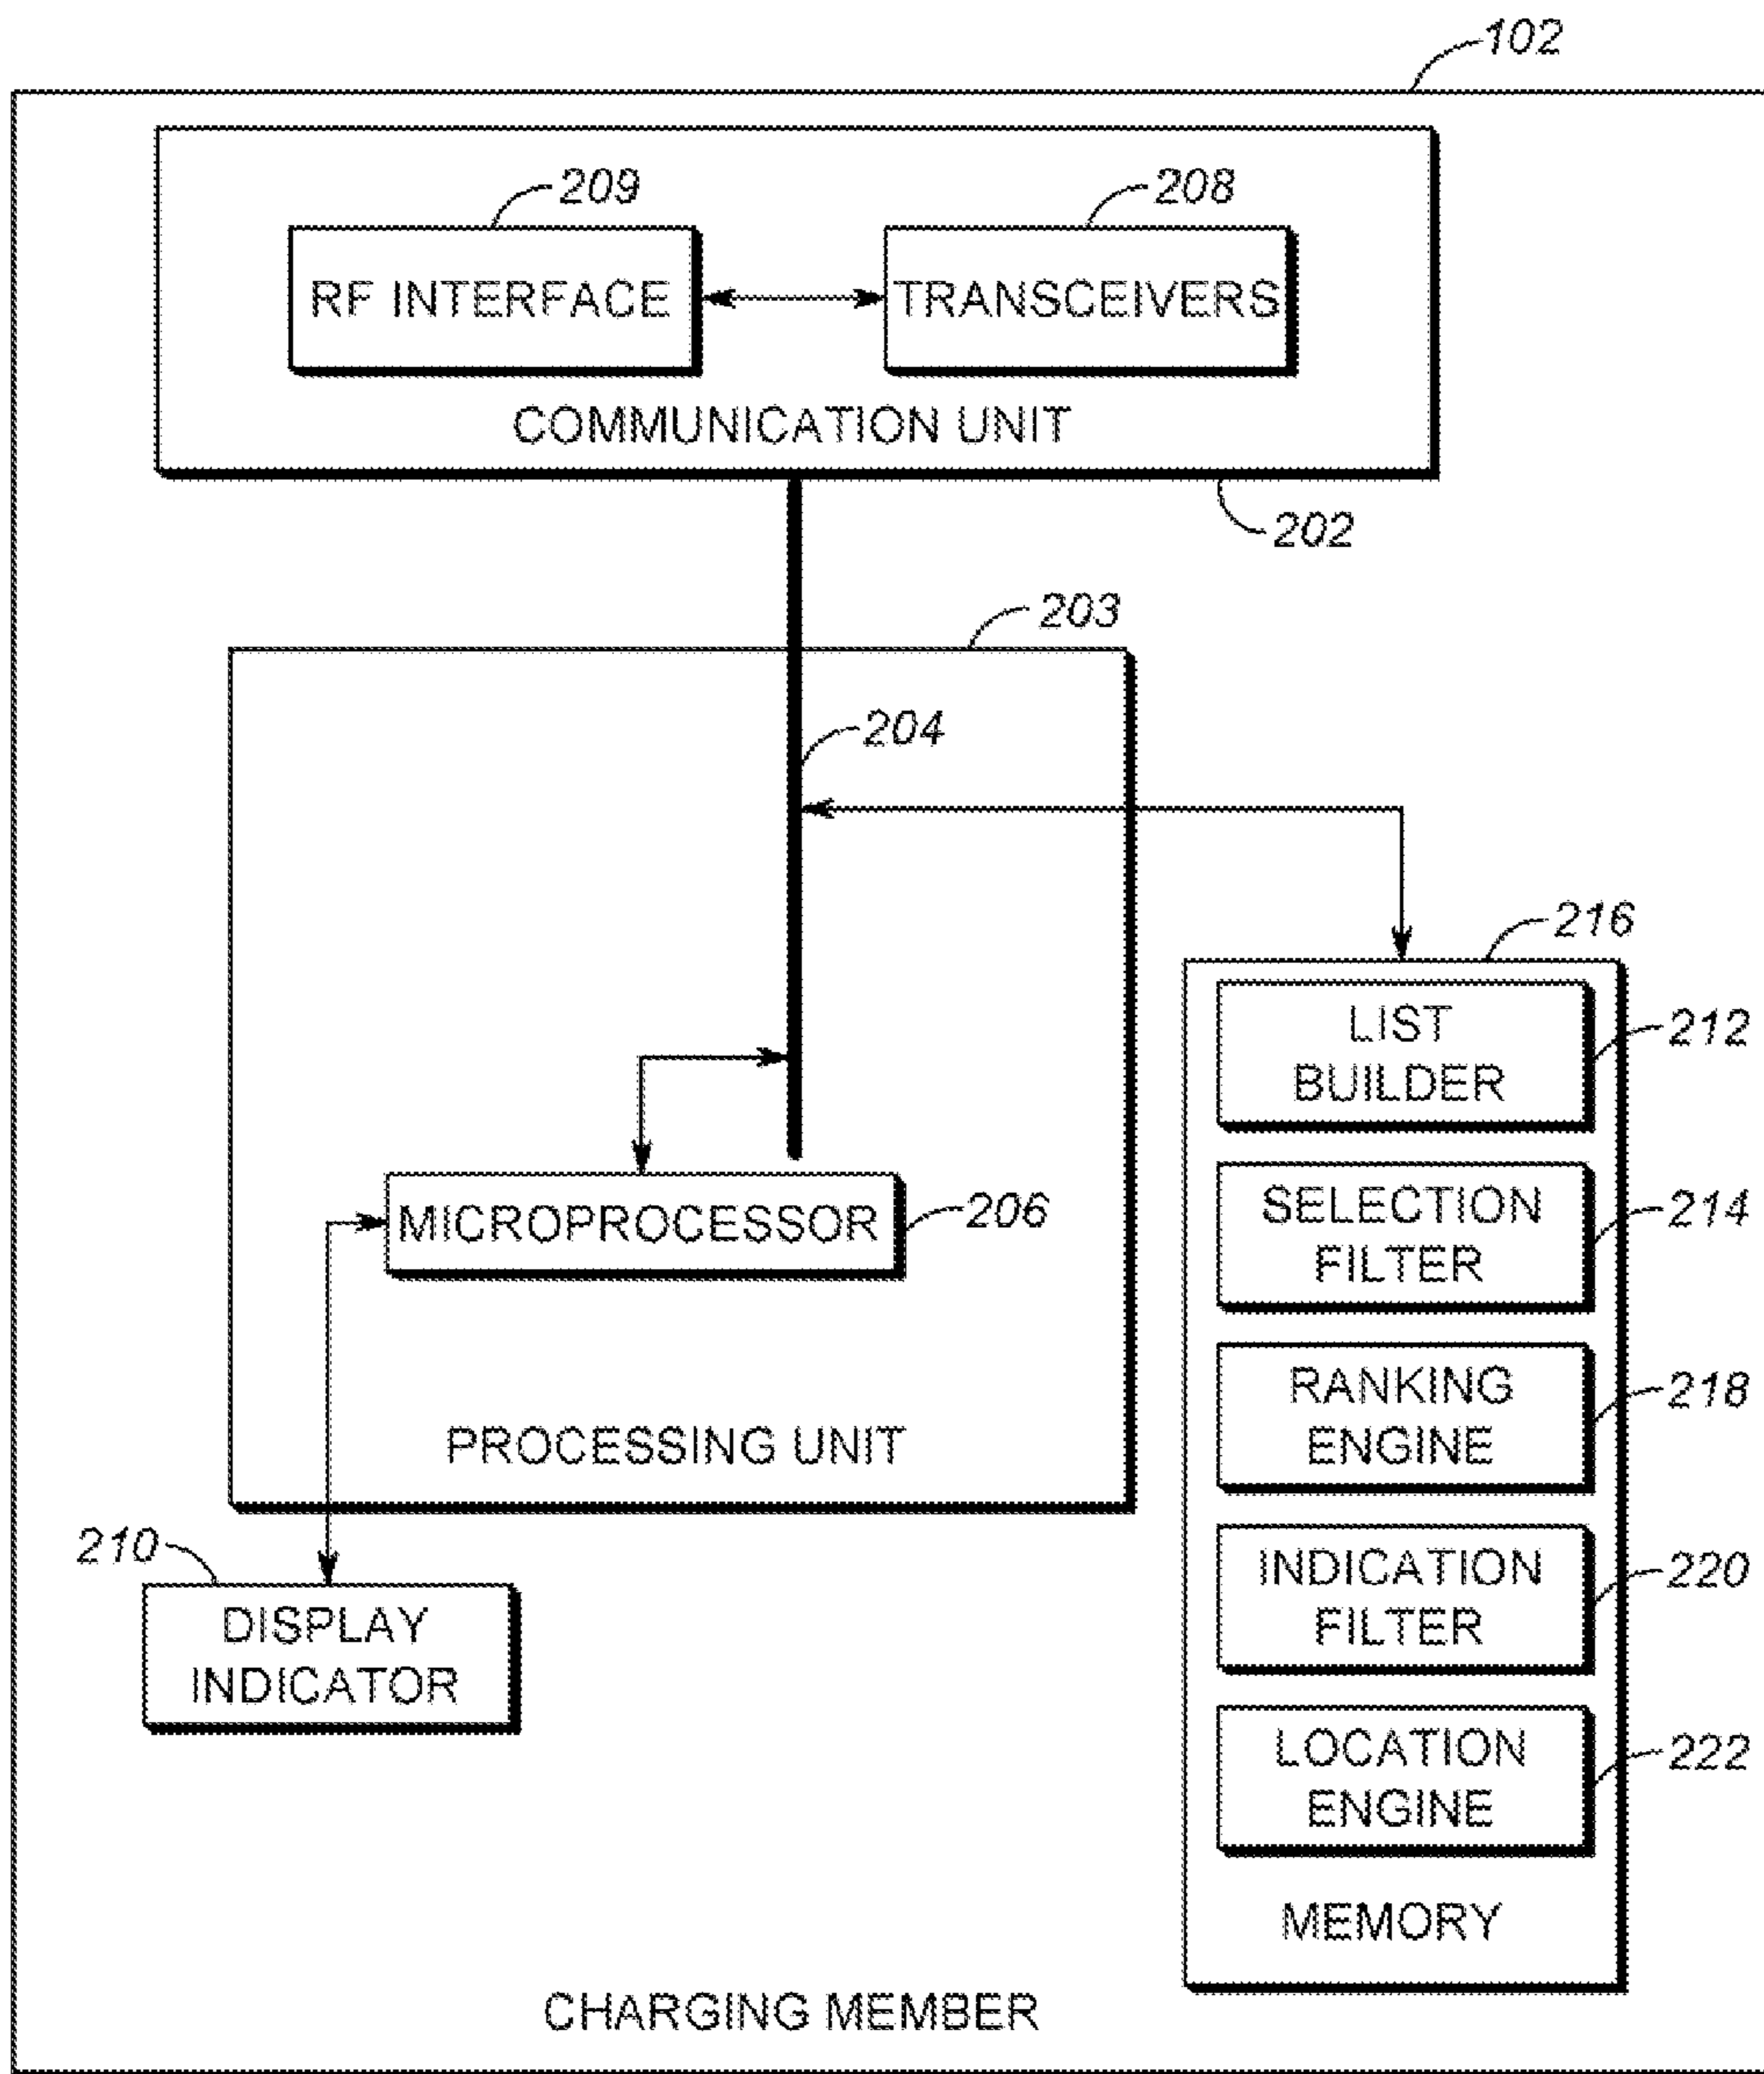 102
209
208
RF INTERFACE
TRANSCEIVERS
COMMUNICATION UNIT
202
203
204
216
LIST
BUILDER
212
MICROPROCESSOR
206
SELECTION
FILTER
214
RANKING
ENGINE
218
PROCESSING UNIT
210
DISPLAY
INDICATOR
INDICATION
FILTER
220
LOCATION
ENGINE
222
MEMORY
CHARGING MEMBER